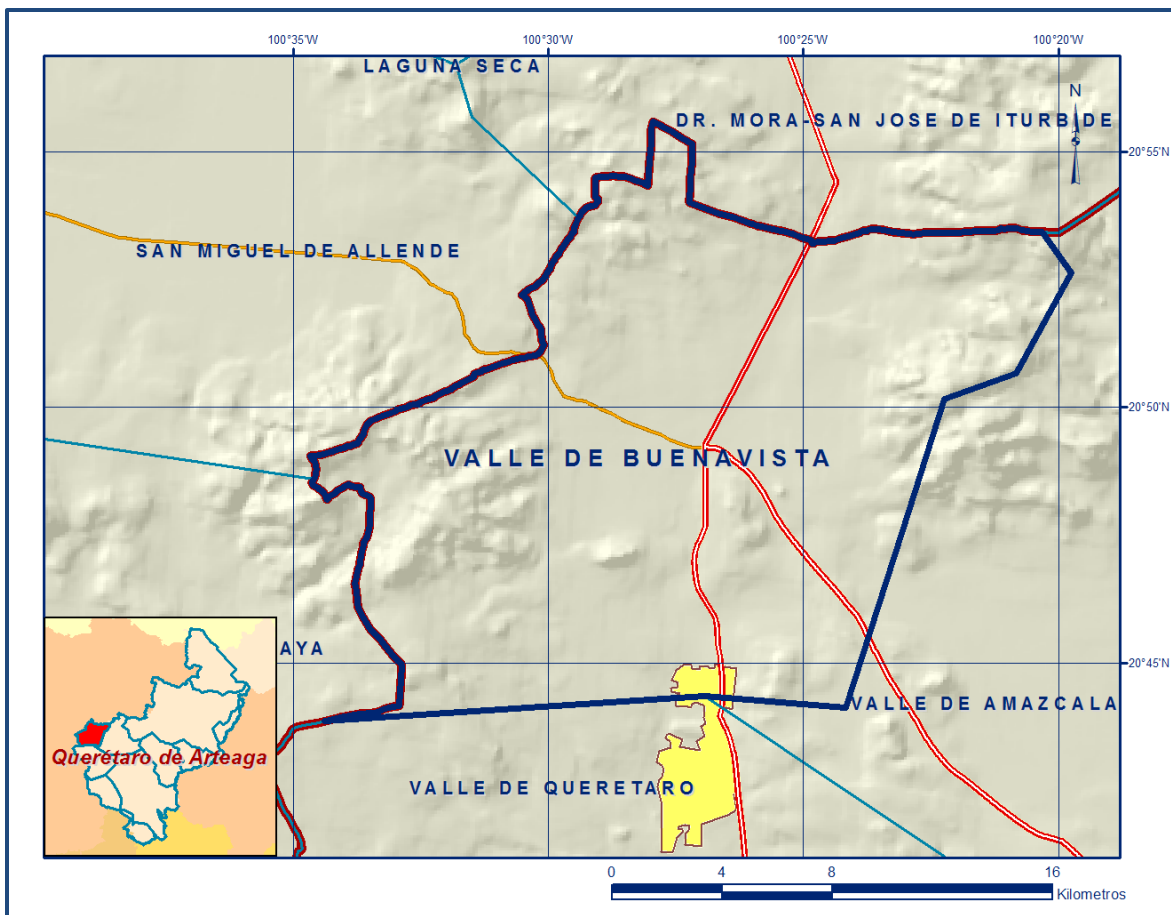 100°35'W 100°30'W 100°25'W 100°20'W
LAGUNA SECA
N
DR. MORA-SAN JOSE DE ITURBIDE
20°55'N
SAN MIGUEL DE ALLENDE
20°50'N
VALLE DE BUENAVISTA
AYA
20°45'N
VALLE DE AMAZCALA
Querétaro de Arteaga
VALLE DE QUERETARO
0 4 8 16
Kilometros